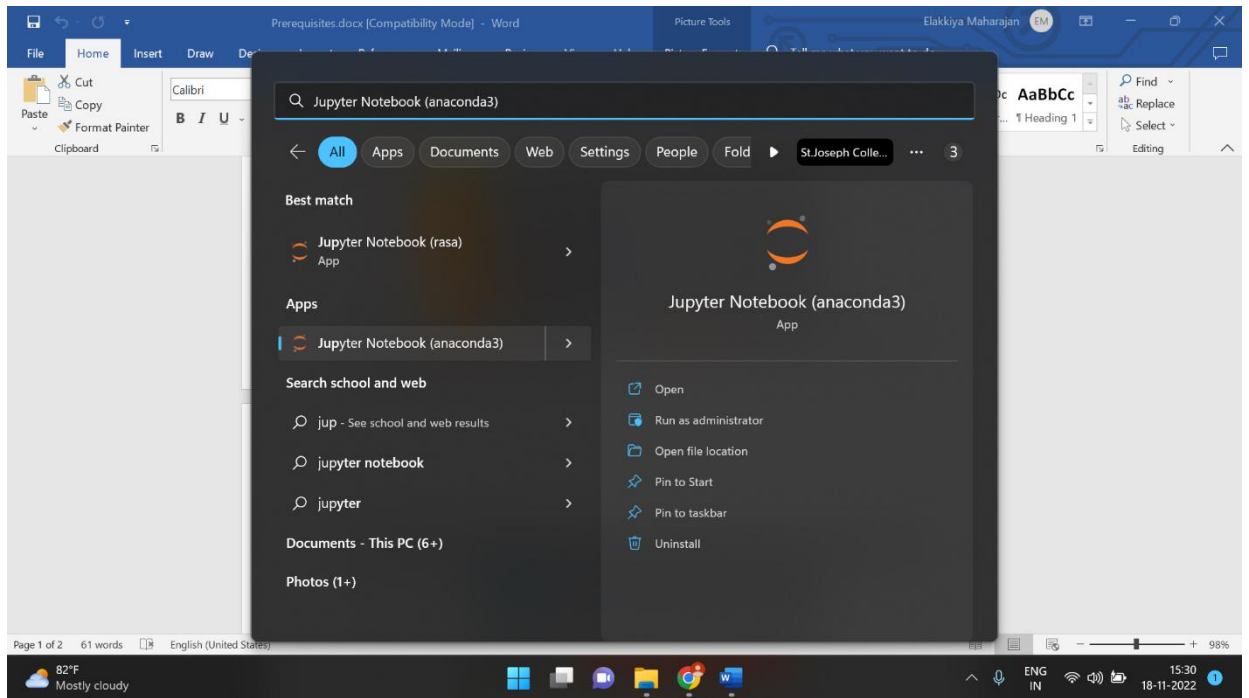 Prerequisites.docx [Compatibility Mode] - Word
Picture Tools
Elakkiya Maharajan EM
File Home Insert Draw
Cut
Copy
Format Painter
Paste
Clipboard
Calibri
B I U
AaBbCc
¶ Heading 1
Find
Replace
Select
Editing
Jupyter Notebook (anaconda3)
All Apps Documents Web Settings People Fold St.Joseph Colle... ... 3
Best match
Jupyter Notebook (rasa)
App
Apps
Jupyter Notebook (anaconda3)
Search school and web
jup - See school and web results
jupyter notebook
jupyter
Documents - This PC (6+)
Photos (1+)
Jupyter Notebook (anaconda3)
App
Open
Run as administrator
Open file location
Pin to Start
Pin to taskbar
Uninstall
Page 1 of 2 61 words English (United States)
98%
82°F
Mostly cloudy
ENG
IN
15:30
18-11-2022
1